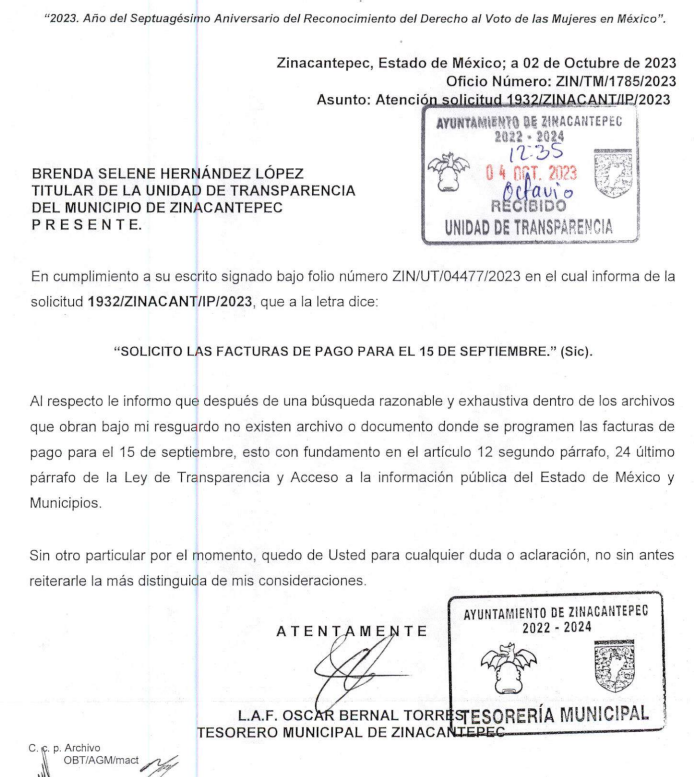 “2023. Año del Septuagésimo Aniversario del Reconocimiento del Derecho al Voto de las Mujeres en México”.
Zinacantepec, Estado de México; a 02 de Octubre de 2023
Oficio Número: ZIN/TM/1785/2023
Asunto: Atención solicitud 1932/ZINACANT/IP/2023
AYUNTAMIENTO DE ZINACANTEPEC
2022 - 2024
12:35
04 OCT. 2023
Octavio
RECIBIDO
UNIDAD DE TRANSPARENCIA
BRENDA SELENE HERNÁNDEZ LÓPEZ
TITULAR DE LA UNIDAD DE TRANSPARENCIA
DEL MUNICIPIO DE ZINACANTEPEC
P R E S E N T E.
En cumplimiento a su escrito signado bajo folio número ZIN/UT/04477/2023 en el cual informa de la
solicitud 1932/ZINACANT/IP/2023, que a la letra dice:
“SOLICITO LAS FACTURAS DE PAGO PARA EL 15 DE SEPTIEMBRE.” (Sic).
Al respecto le informo que después de una búsqueda razonable y exhaustiva dentro de los archivos
que obran bajo mi resguardo no existen archivo o documento donde se programen las facturas de
pago para el 15 de septiembre, esto con fundamento en el artículo 12 segundo párrafo, 24 último
párrafo de la Ley de Transparencia y Acceso a la información pública del Estado de México y
Municipios.
Sin otro particular por el momento, quedo de Usted para cualquier duda o aclaración, no sin antes
reiterarle la más distinguida de mis consideraciones.
A T E N T A M E N T E
L.A.F. OSCAR BERNAL TORRES
TESORERO MUNICIPAL DE ZINACANTEPEC
AYUNTAMIENTO DE ZINACANTEPEC
2022 - 2024
TESORERÍA MUNICIPAL
C. c. p. Archivo
OBT/AGM/mact